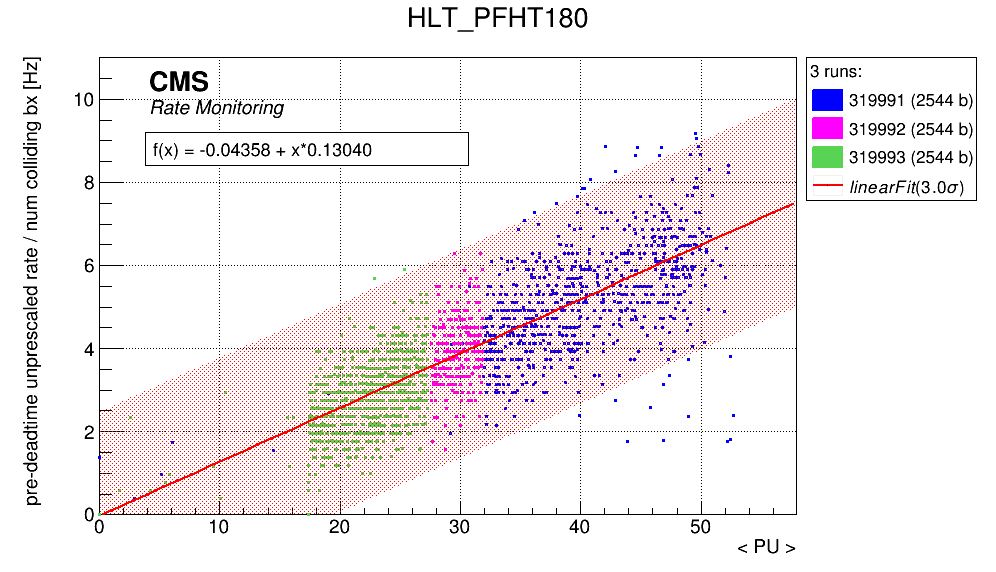 HLT_PFHT180
pre-deadtime unprescaled rate / num colliding bx [Hz]
CMS
Rate Monitoring
f(x) = -0.04358 + x*0.13040
10
8
6
4
2
0
0 10 20 30 40 50
< PU >
3 runs:
319991 (2544 b)
319992 (2544 b)
319993 (2544 b)
linearFit(3.0σ)